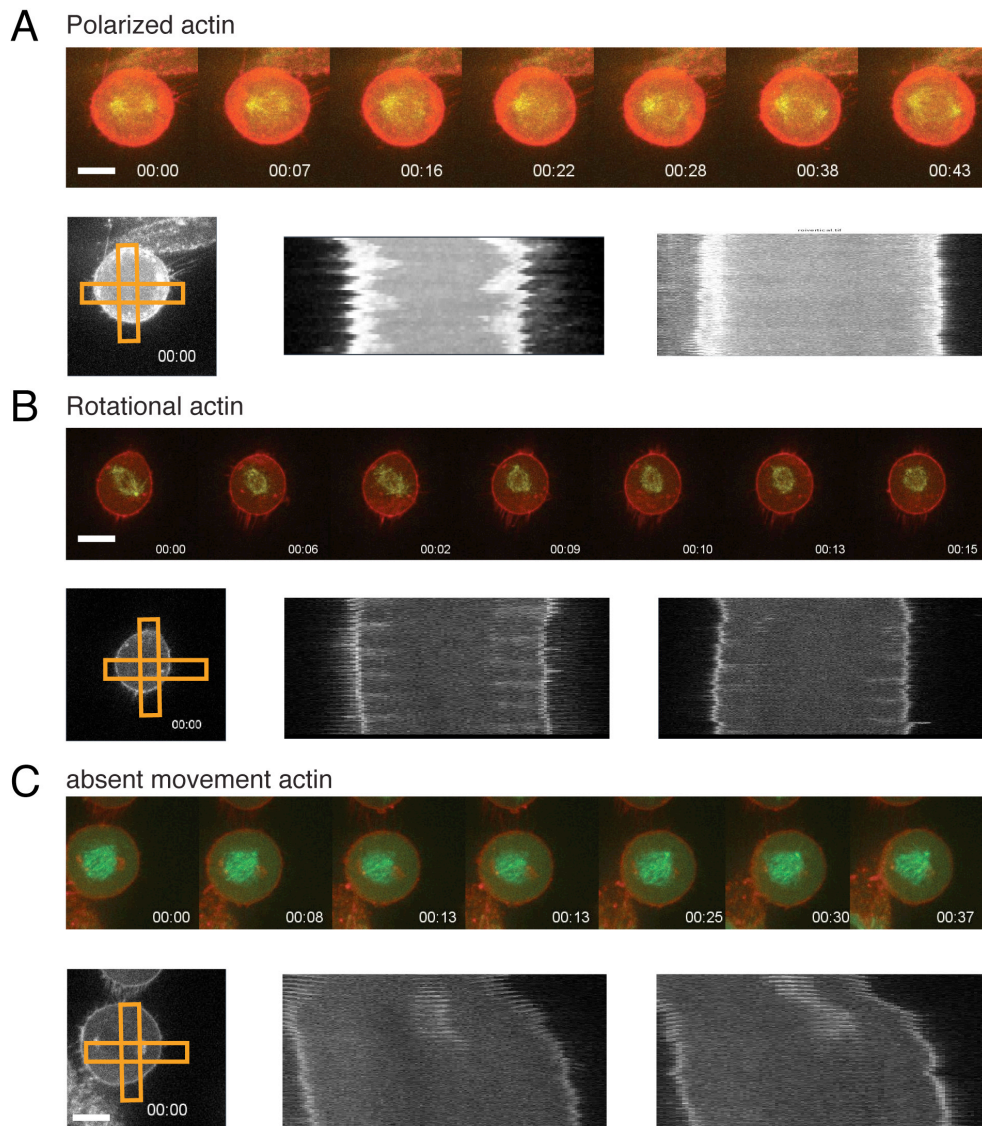 A Polarized actin
00:00 00:07 00:16 00:22 00:28 00:38 00:43
00:00
B Rotational actin
00:00 00:06 00:02 00:09 00:10 00:13 00:15
00:00
C absent movement actin
00:00 00:08 00:13 00:13 00:25 00:30 00:37
00:00